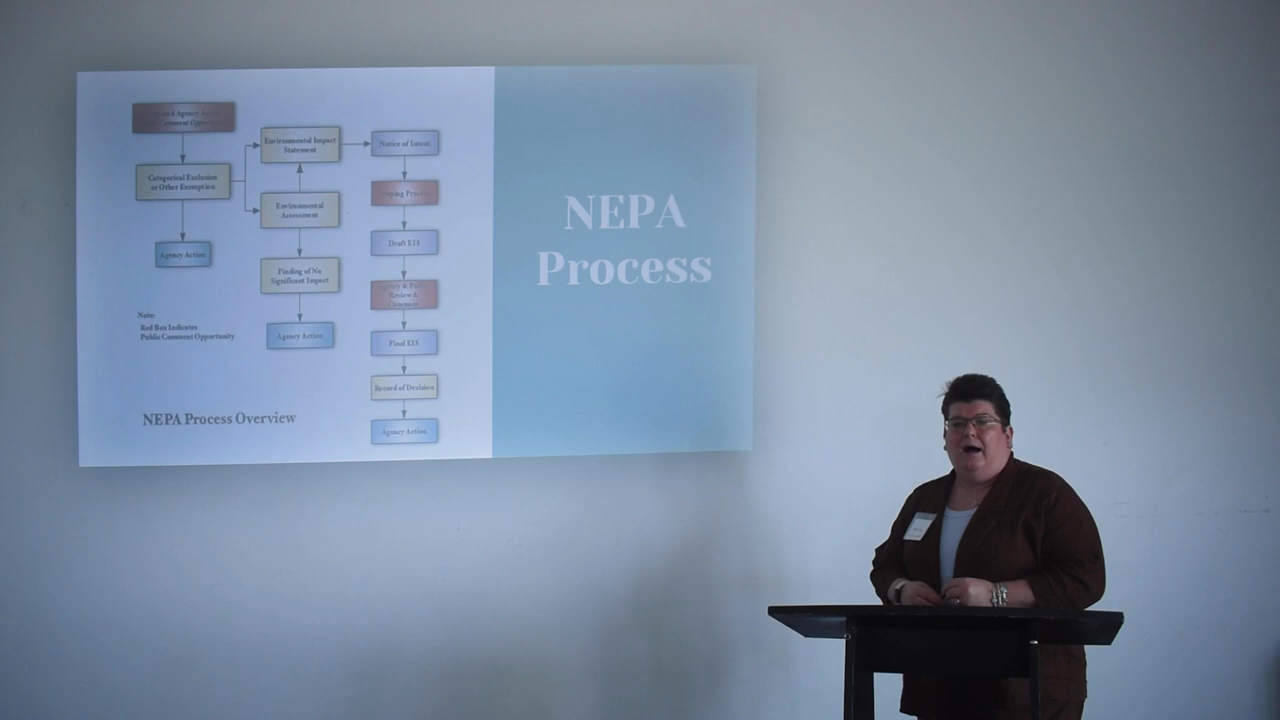 Environmental Impact
Statement
Notice of Intent
Categorical Exclusion
or Other Exemption
Environmental
Assessment
Draft EIS
Agency Action
Finding of No
Significant Impact
Review &
Comment
Note:
Red Box Indicates
Public Comment Opportunity
Agency Action
Final EIS
Record of Decision
NEPA Process Overview
Agency Action
NEPA
Process